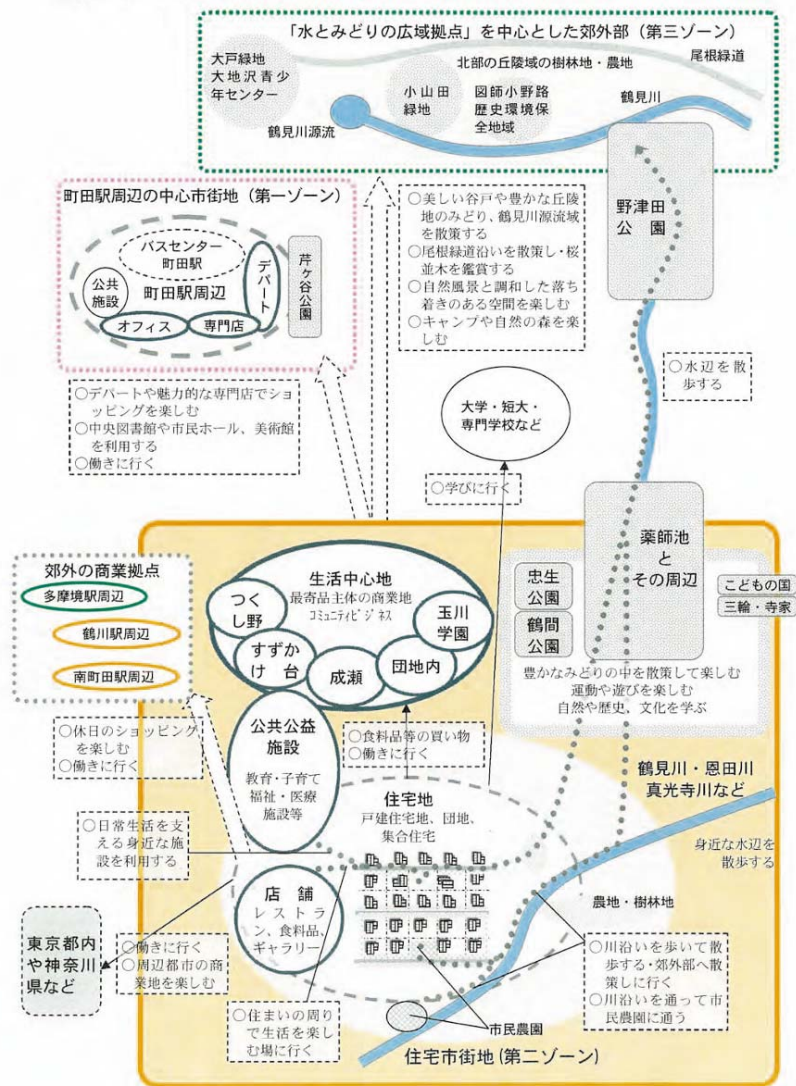 「水とみどりの広域拠点」を中心とした郊外部（第三ゾーン）
大戸緑地
大地沢青少
年センター
北部の丘陵域の樹林地・農地
尾根緑道
小山田
緑地
図師小野路
歴史環境保
全地域
鶴見川
鶴見川源流
町田駅周辺の中心市街地（第一ゾーン）
バスセンター
町田駅
デパート
公共
施設
町田駅周辺
オフィス
専門店
芹ヶ谷公園
○美しい谷戸や豊かな丘陵
地のみどり、鶴見川源流域
を散策する
○尾根緑道沿いを散策し・桜
並木を鑑賞する
○自然風景と調和した落ち
着きのある空間を楽しむ
○キャンプや自然の森を楽
しむ
野津田
公園
○水辺を散
歩する
○デパートや魅力的な専門店でショ
ッピングを楽しむ
○中央図書館や市民ホール、美術館
を利用する
○働きに行く
大学・短大・
専門学校など
○学びに行く
薬師池
と
その周辺
郊外の商業拠点
多摩境駅周辺
鶴川駅周辺
南町田駅周辺
生活中心地
最寄品主体の商業地
コミュニティビジネス
つく
し野
すずか
け台
成瀬
団地内
玉川
学園
忠生
公園
鶴間
公園
こどもの国
三輪・寺家
豊かなみどりの中を散策して楽しむ
運動や遊びを楽しむ
自然や歴史、文化を学ぶ
○休日のショッピング
を楽しむ
○働きに行く
公共公益
施設
教育・子育て
福祉・医療
施設等
○食料品等の買い物
○働きに行く
鶴見川・恩田川
真光寺川など
住宅地
戸建住宅地、団地、
集合住宅
○日常生活を支
える身近な施
設を利用する
身近な水辺を
散歩する
店舗
レストラ
ン、食料品、
ギャラリー
農地・樹林地
東京都内
や神奈川
県など
○働きに行く
○周辺都市の商
業地を楽しむ
○川沿いを歩いて散
歩する・郊外部へ散
策しに行く
○川沿いを通って市
民農園に通う
○住まいの周り
で生活を楽し
む場に行く
市民農園
住宅市街地（第二ゾーン）